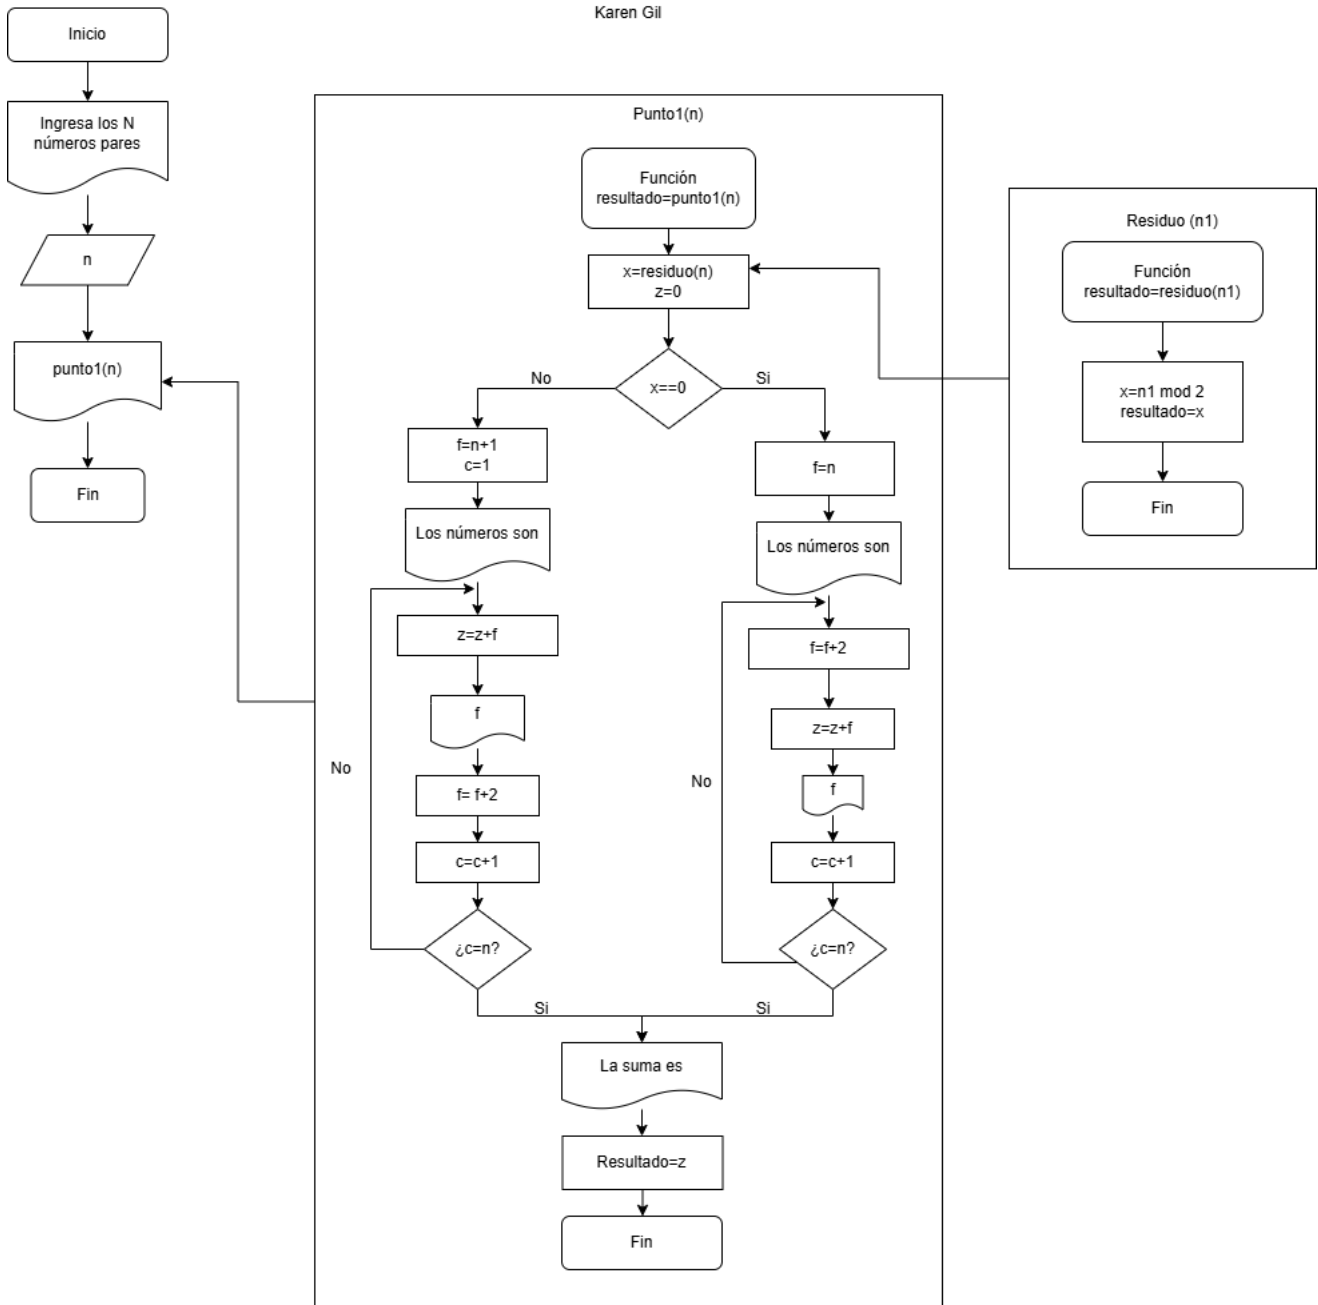 Karen Gil
Inicio
Ingresa los N
números pares
n
punto1(n)
Fin
Punto1(n)
Función
resultado=punto1(n)
x=residuo(n)
z=0
x==0
No
Si
f=n+1
c=1
Los números son
z=z+f
f
f= f+2
c=c+1
¿c=n?
No
Si
f=n
Los números son
f=f+2
z=z+f
f
c=c+1
¿c=n?
No
Si
La suma es
Resultado=z
Fin
Residuo (n1)
Función
resultado=residuo(n1)
x=n1 mod 2
resultado=x
Fin